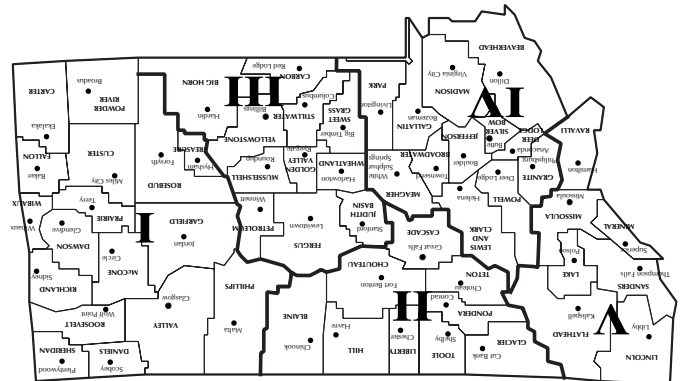 LINCOLN
Libby
FLATHEAD
Kalispell
V
GLACIER
Cut Bank
TOOLE
Shelby
LIBERTY
Chester
HILL
Havre
BLAINE
Chinook
PHILLIPS
Malta
VALLEY
Glasgow
DANIELS
Scobey
SHERIDAN
Plentywood
ROOSEVELT
Wolf Point
SANDERS
Thompson Falls
LAKE
Polson
PONDERA
Conrad
II
TETON
Choteau
CHOUTEAU
Fort Benton
RICHLAND
Sidney
MCCONE
Circle
DAWSON
Glendive
MINERAL
Superior
MISSOULA
Missoula
POWELL
Deer Lodge
LEWIS
AND
CLARK
Helena
CASCADE
Great Falls
JUDITH
BASIN
Stanford
FERGUS
Lewistown
PETROLEUM
Winnett
GARFIELD
Jordan
I
PRAIRIE
Terry
WIBAUX
Wibaux
RAVALLI
Hamilton
GRANITE
Philipsburg
DEER
LODGE
Anaconda
SILVER
BOW
Butte
JEFFERSON
Boulder
BROADWATER
Townsend
MEAGHER
White
Sulphur
Springs
WHEATLAND
Harlowton
GOLDEN
VALLEY
Ryegate
MUSSELSHELL
Roundup
TREASURE
Hysham
ROSEBUD
Forsyth
CUSTER
Miles City
FALLON
Baker
IV
BEAVERHEAD
Dillon
MADISON
Virginia City
GALLATIN
Bozeman
PARK
Livingston
SWEET
GRASS
Big Timber
STILLWATER
Columbus
CARBON
Red Lodge
YELLOWSTONE
Billings
III
BIG HORN
Hardin
POWDER
RIVER
Broadus
CARTER
Ekalaka